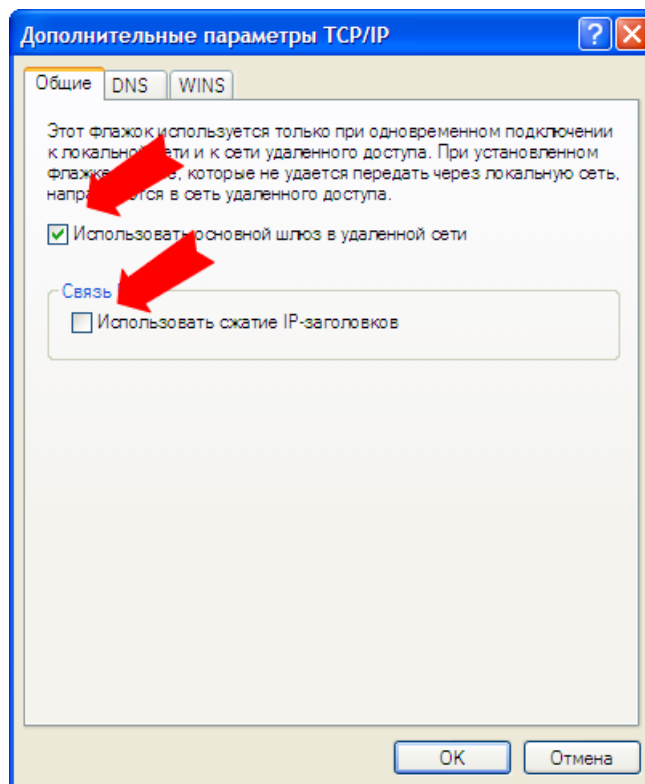 Дополнительные параметры TCP/IP
Общие DNS WINS
Этот флажок используется только при одновременном подключении
к локальной сети и к сети удаленного доступа. При установленном
которые не удается передать через локальную сеть,
в сеть удаленного доступа.
Использовать основной шлюз в удаленной сети
Связь
Использовать сжатие IP-заголовков
OK Отмена